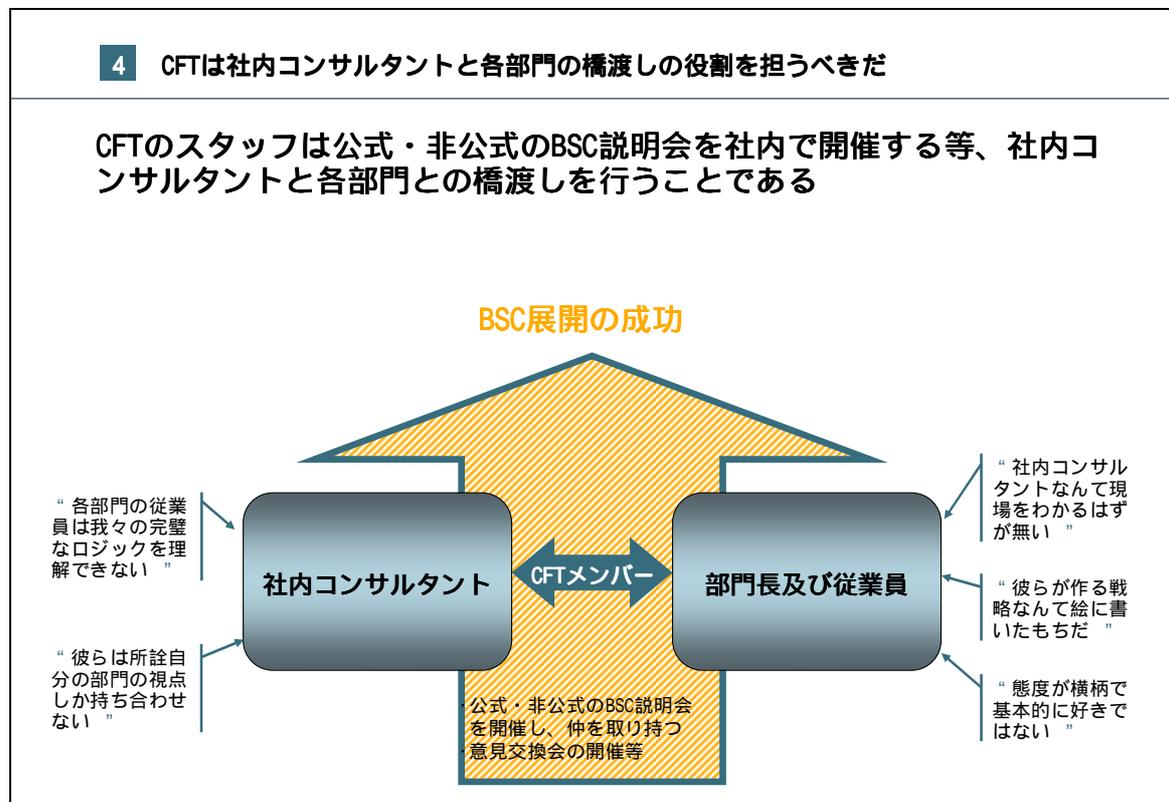 4 CFTは社内コンサルタントと各部門の橋渡しの役割を担うべきだ
CFTのスタッフは公式・非公式のBSC説明会を社内で開催する等、社内コ
ンサルタントと各部門との橋渡しを行うことである
BSC展開の成功
“各部門の従業
員は我々の完璧
なロジックを理
解できない”
“彼らは所詮自
分の部門の視点
しか持ち合わせ
ない”
社内コンサルタント
CFTメンバー
部門長及び従業員
“社内コンサル
タントなんて現
場をわかるはず
が無い”
“彼らが作る戦
略なんて絵に書
いたもちだ”
“態度が横柄で
基本的に好きで
はない”
・公式・非公式のBSC説明会
を開催し、仲を取り持つ
・意見交換会の開催等